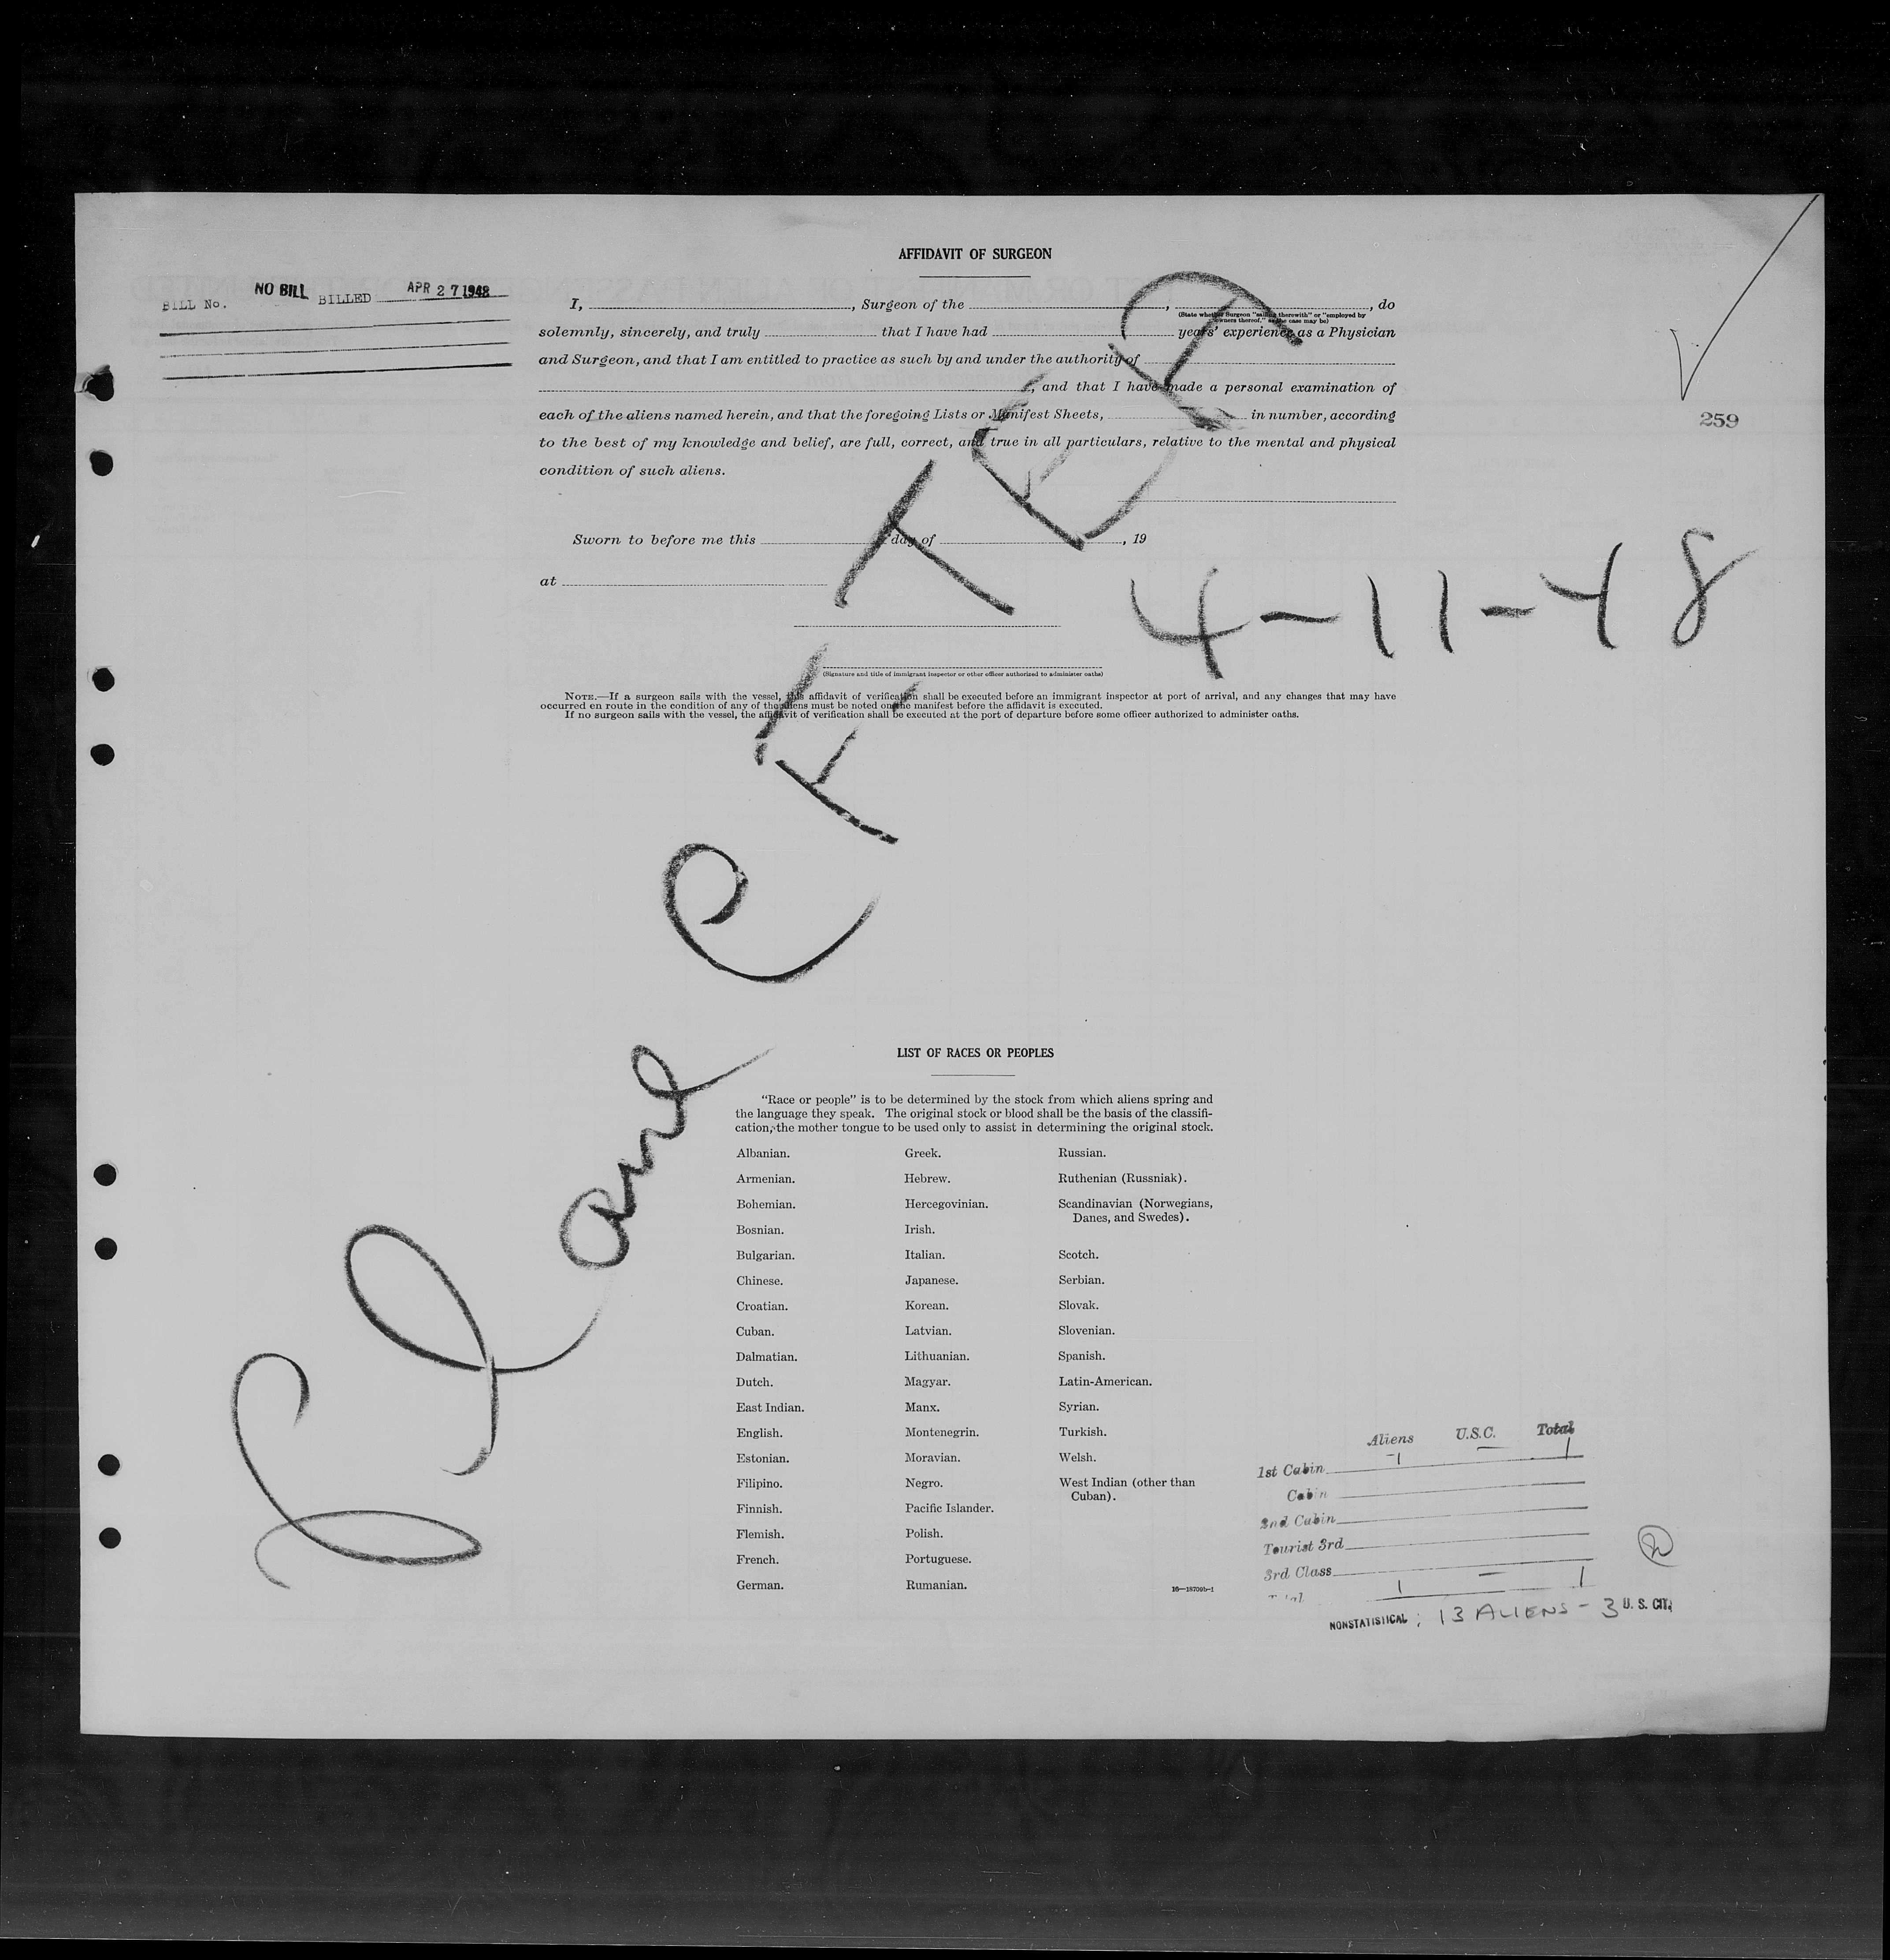 AFFIDAVIT OF SURGEON
BILL No. NO BILL BILLED APR 27 1948
I, , Surgeon of the , , do
(State whether Surgeon "sailing therewith" or "employed by owners thereof," as the case may be)
solemnly, sincerely, and truly that I have had years' experience as a Physician
and Surgeon, and that I am entitled to practice as such by and under the authority of
, and that I have made a personal examination of
each of the aliens named herein, and that the foregoing Lists or Manifest Sheets, in number, according
to the best of my knowledge and belief, are full, correct, and true in all particulars, relative to the mental and physical
condition of such aliens.
259
Sworn to before me this day of , 19
at
4-11-48
(Signature and title of immigrant inspector or other officer authorized to administer oaths)
NOTE.—If a surgeon sails with the vessel, this affidavit of verification shall be executed before an immigrant inspector at port of arrival, and any changes that may have
occurred en route in the condition of any of the aliens must be noted on the manifest before the affidavit is executed.
If no surgeon sails with the vessel, the affidavit of verification shall be executed at the port of departure before some officer authorized to administer oaths.
LIST OF RACES OR PEOPLES
"Race or people" is to be determined by the stock from which aliens spring and
the language they speak. The original stock or blood shall be the basis of the classifi-
cation, the mother tongue to be used only to assist in determining the original stock.
Albanian.
Armenian.
Bohemian.
Bosnian.
Bulgarian.
Chinese.
Croatian.
Cuban.
Dalmatian.
Dutch.
East Indian.
English.
Estonian.
Filipino.
Finnish.
Flemish.
French.
German.
Greek.
Hebrew.
Hercegovinian.
Irish.
Italian.
Japanese.
Korean.
Latvian.
Lithuanian.
Magyar.
Manx.
Montenegrin.
Moravian.
Negro.
Pacific Islander.
Polish.
Portuguese.
Rumanian.
Russian.
Ruthenian (Russniak).
Scandinavian (Norwegians,
Danes, and Swedes).
Scotch.
Serbian.
Slovak.
Slovenian.
Spanish.
Latin-American.
Syrian.
Turkish.
Welsh.
West Indian (other than
Cuban).
16—18709b-1
Aliens U.S.C. Total
1st Cabin 1 — 1
Cabin
2nd Cabin
Tourist 3rd
3rd Class
Total 1 — 1
NONSTATISTICAL : 13 ALIENS - 3 U. S. CIT.